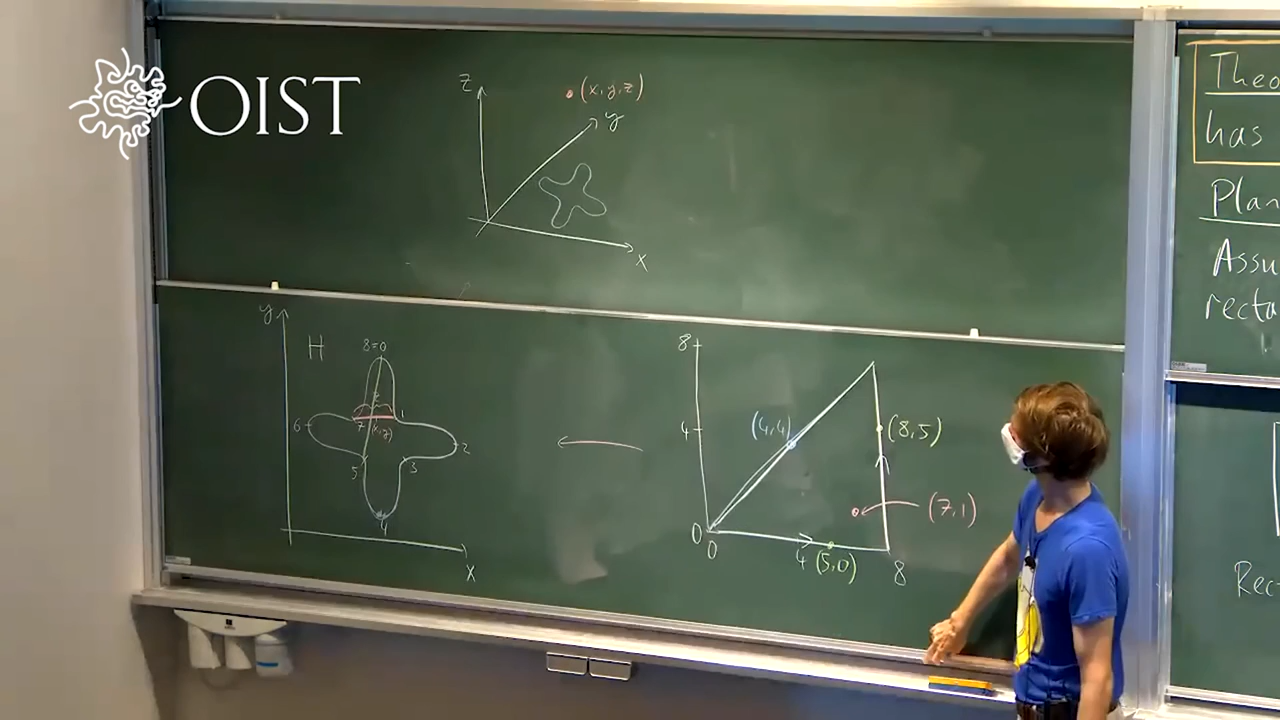 OIST
z
(x,y,z)
y
x
y
H
8=0
6
7
1
2
5
3
4
x
8
4
(4,4)
(8,5)
(7,1)
0
0
4
(5,0)
8
Theo
has
Plan
Assu
recta
Rec